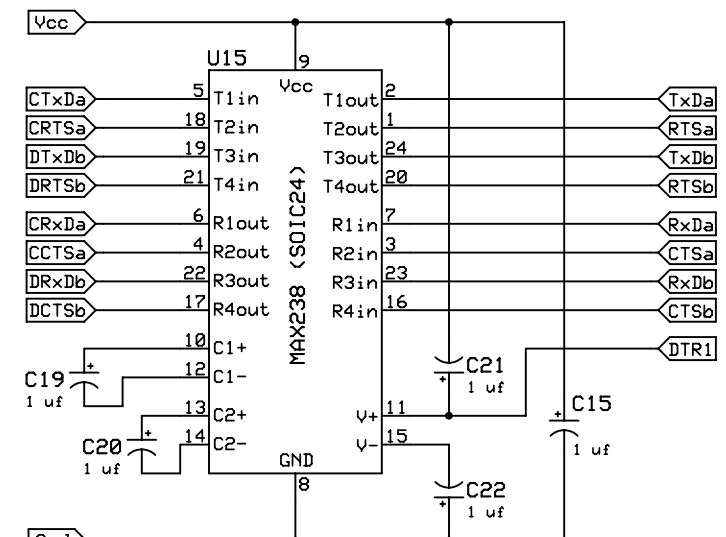 Vcc
U15
9
Vcc
CTxDa 5 T1in T1out 2 TxDa
CRTSa 18 T2in T2out 1 RTSa
DTxDb 19 T3in T3out 24 TxDb
DRTSb 21 T4in T4out 20 RTSb
CRxDa 6 R1out R1in 7 RxDa
CCTSa 4 R2out R2in 3 CTSa
DRxDb 22 R3out R3in 23 RxDb
DCTSb 17 R4out R4in 16 CTSb
MAX238 (SOIC24)
10 C1+ DTR1
+
C19 12 C1-
1 uf
C21
+ 1 uf
13 C2+ V+ 11
+ C15
+
C20 14 C2- V- 15
1 uf
1 uf
GND
8
C22
+ 1 uf